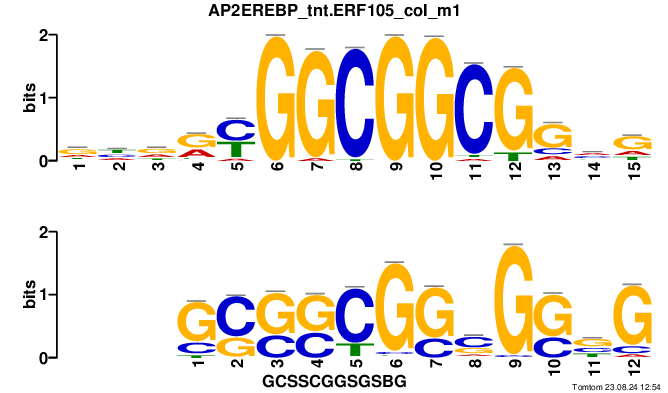 AP2EREBP_tnt.ERF105_col_m1
2
1
0
bits
GGCGGCG
1 2 3 4 5 6 7 8 9 10 11 12 13 14 15
2
1
0
bits
GCGGCGGCGGGG
1 2 3 4 5 6 7 8 9 10 11 12
GCSSCGGSGSBG
Tomtom 23.08.24 12:54